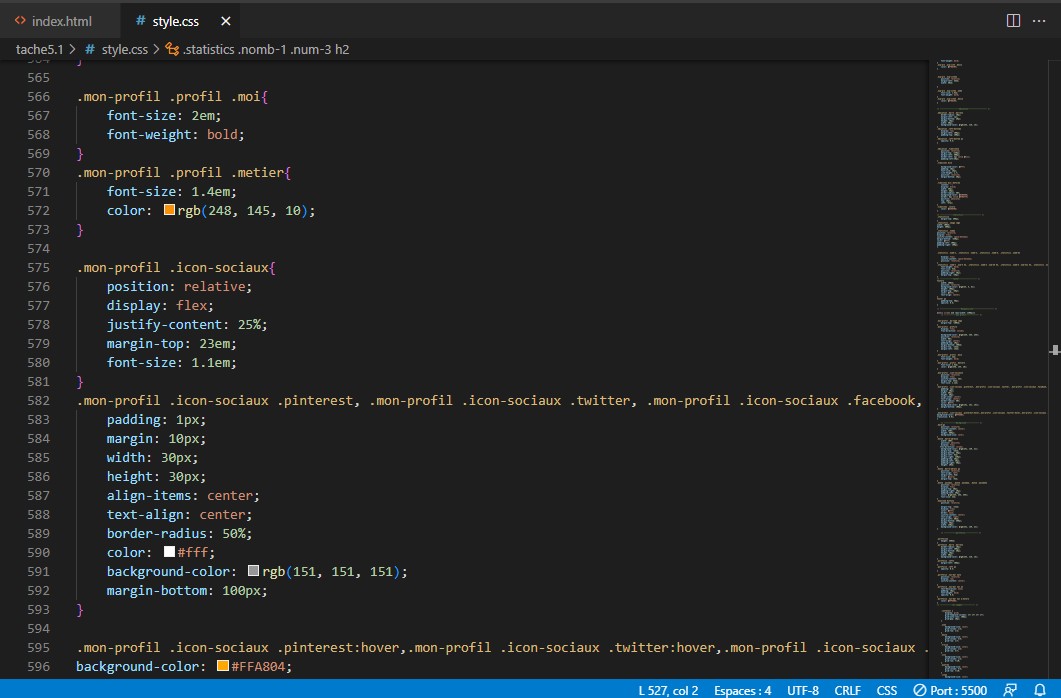 index.html
style.css
tache5.1 > style.css > .statistics .nomb-1 .num-3 h2
564 }
565
566 .mon-profil .profil .moi{
567 font-size: 2em;
568 font-weight: bold;
569 }
570 .mon-profil .profil .metier{
571 font-size: 1.4em;
572 color: rgb(248, 145, 10);
573 }
574
575 .mon-profil .icon-sociaux{
576 position: relative;
577 display: flex;
578 justify-content: 25%;
579 margin-top: 23em;
580 font-size: 1.1em;
581 }
582 .mon-profil .icon-sociaux .pinterest, .mon-profil .icon-sociaux .twitter, .mon-profil .icon-sociaux .facebook,
583 padding: 1px;
584 margin: 10px;
585 width: 30px;
586 height: 30px;
587 align-items: center;
588 text-align: center;
589 border-radius: 50%;
590 color: #fff;
591 background-color: rgb(151, 151, 151);
592 margin-bottom: 100px;
593 }
594
595 .mon-profil .icon-sociaux .pinterest:hover,.mon-profil .icon-sociaux .twitter:hover,.mon-profil .icon-sociaux .
596 background-color: #FFA804;
L 527, col 2 Espaces : 4 UTF-8 CRLF CSS Port : 5500